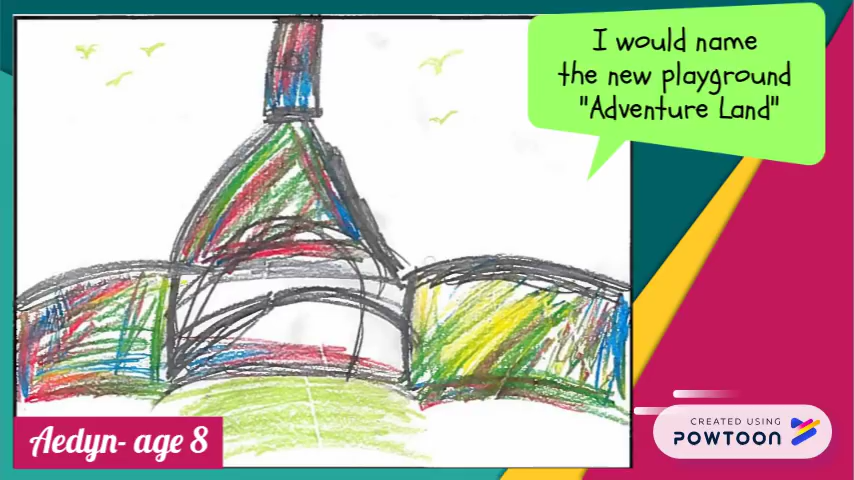 I would name
the new playground
"Adventure Land"
Aedyn- age 8
CREATED USING
POWTOON